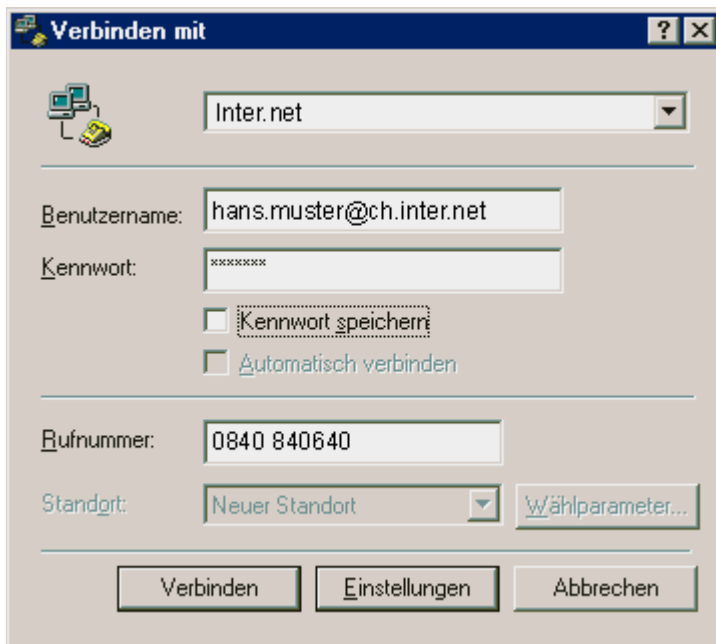 Verbinden mit
Inter.net
Benutzername: hans.muster@ch.inter.net
Kennwort: *******
Kennwort speichern
Automatisch verbinden
Rufnummer: 0840 840640
Standort: Neuer Standort Wählparameter...
Verbinden Einstellungen Abbrechen